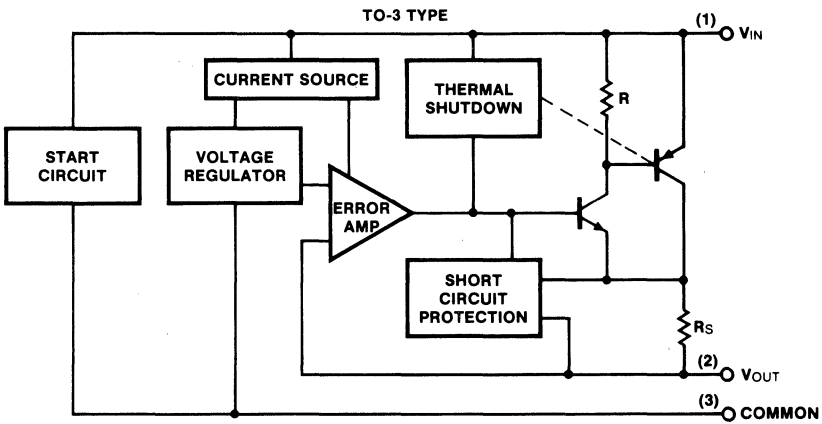 TO-3 TYPE
(1)
VIN
CURRENT SOURCE
THERMAL
SHUTDOWN
R
START
CIRCUIT
VOLTAGE
REGULATOR
ERROR
AMP
SHORT
CIRCUIT
PROTECTION
RS
(2)
VOUT
(3)
COMMON